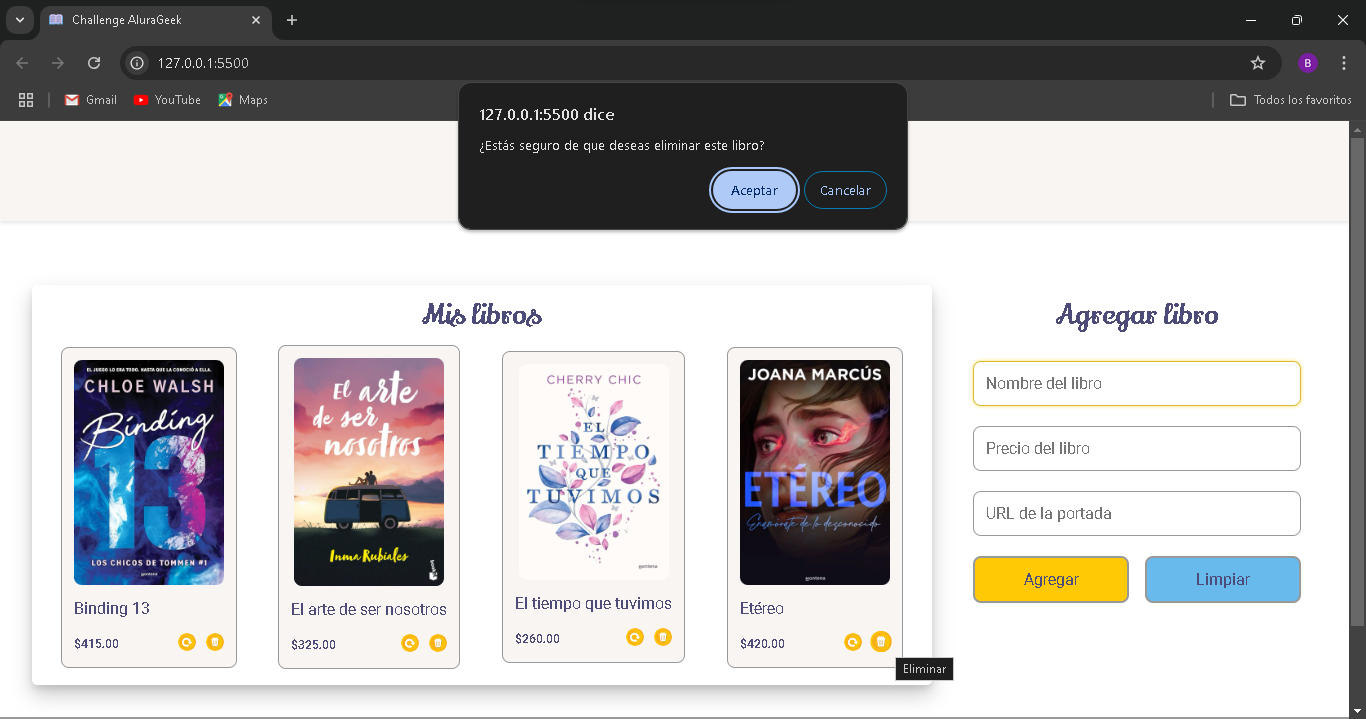 Challenge AluraGeek
127.0.0.1:5500
B
Gmail
YouTube
Maps
Todos los favoritos
127.0.0.1:5500 dice
¿Estás seguro de que deseas eliminar este libro?
Aceptar
Cancelar
Mis libros
EL JUEGO LO ERA TODO. HASTA QUE LA CONOCIÓ A ELLA.
CHLOE WALSH
Binding
13
LOS CHICOS DE TOMMEN #1
montena
Binding 13
$415.00
El arte
de ser
nosotros
Inma Rubiales
El arte de ser nosotros
$325.00
CHERRY CHIC
EL
TIEMPO
QUE
TUVIMOS
montena
El tiempo que tuvimos
$260.00
JOANA MARCÚS
ETÉREO
Enamórate de lo desconocido
montena
Etéreo
$420.00
Eliminar
Agregar libro
Nombre del libro
Precio del libro
URL de la portada
Agregar
Limpiar